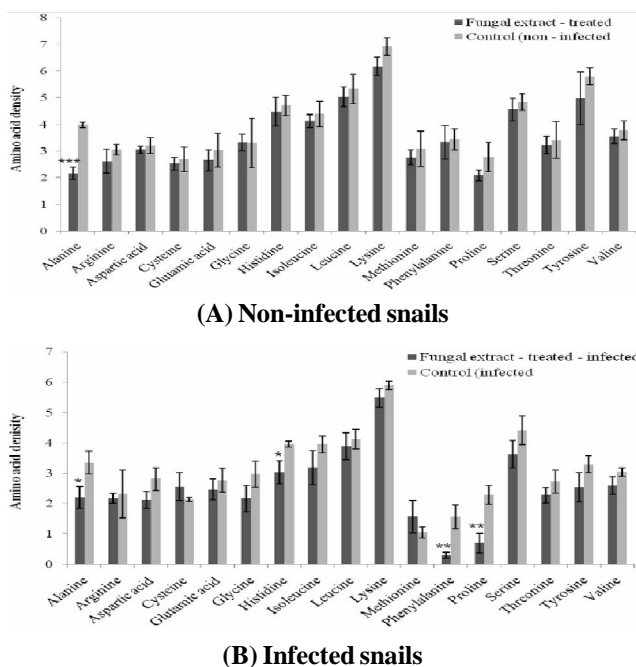 Fungal extract - treated
Control (non - infected
Amino acid density
8
7
6
5
4
3
2
1
0
***
Alanine
Arginine
Aspartic acid
Cysteine
Glutamic acid
Glycine
Histidine
Isoleucine
Leucine
Lysine
Methionine
Phenylalanine
Proline
Serine
Threonine
Tyrosine
Valine
(A) Non-infected snails
Fungal extract - treated - infected
Control (infected
Amino acid denisity
7
6
5
4
3
2
1
0
*
*
**
**
Alanine
Arginine
Aspartic acid
Cysteine
Glutamic acid
Glycine
Histidine
Isoleucine
Leucine
Lysine
Methionine
Phenylalanine
Proline
Serine
Threonine
Tyrosine
Valine
(B) Infected snails